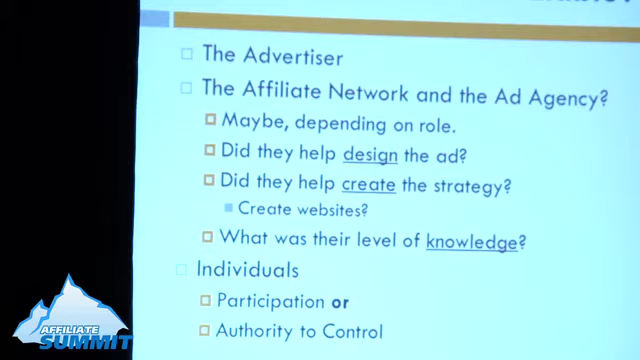 The Advertiser
The Affiliate Network and the Ad Agency?
Maybe, depending on role.
Did they help design the ad?
Did they help create the strategy?
Create websites?
What was their level of knowledge?
Individuals
Participation or
Authority to Control
AFFILIATE
SUMMIT